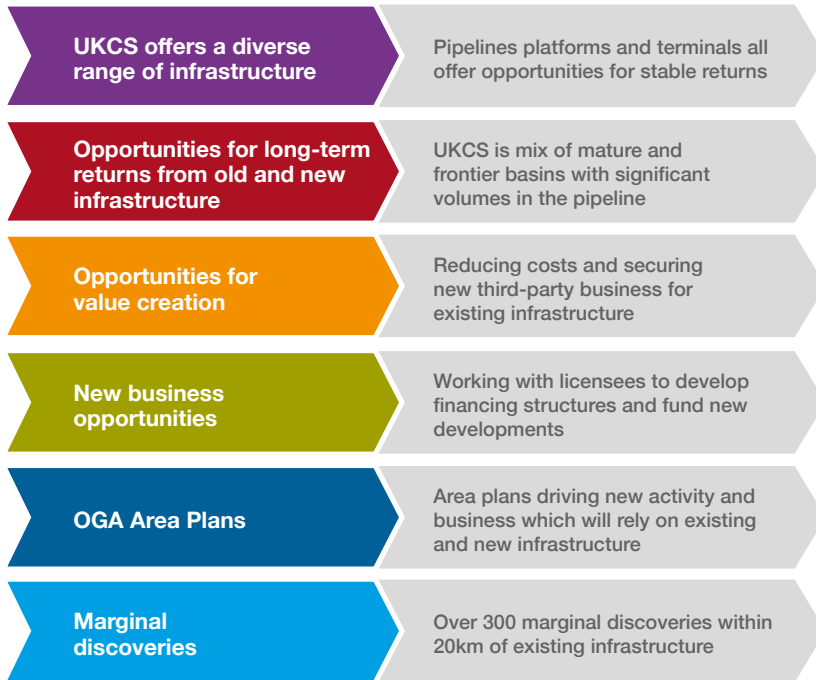 UKCS offers a diverse
range of infrastructure
Pipelines platforms and terminals all
offer opportunities for stable returns
Opportunities for long-term
returns from old and new
infrastructure
UKCS is mix of mature and
frontier basins with significant
volumes in the pipeline
Opportunities for
value creation
Reducing costs and securing
new third-party business for
existing infrastructure
New business
opportunities
Working with licensees to develop
financing structures and fund new
developments
OGA Area Plans
Area plans driving new activity and
business which will rely on existing
and new infrastructure
Marginal
discoveries
Over 300 marginal discoveries within
20km of existing infrastructure